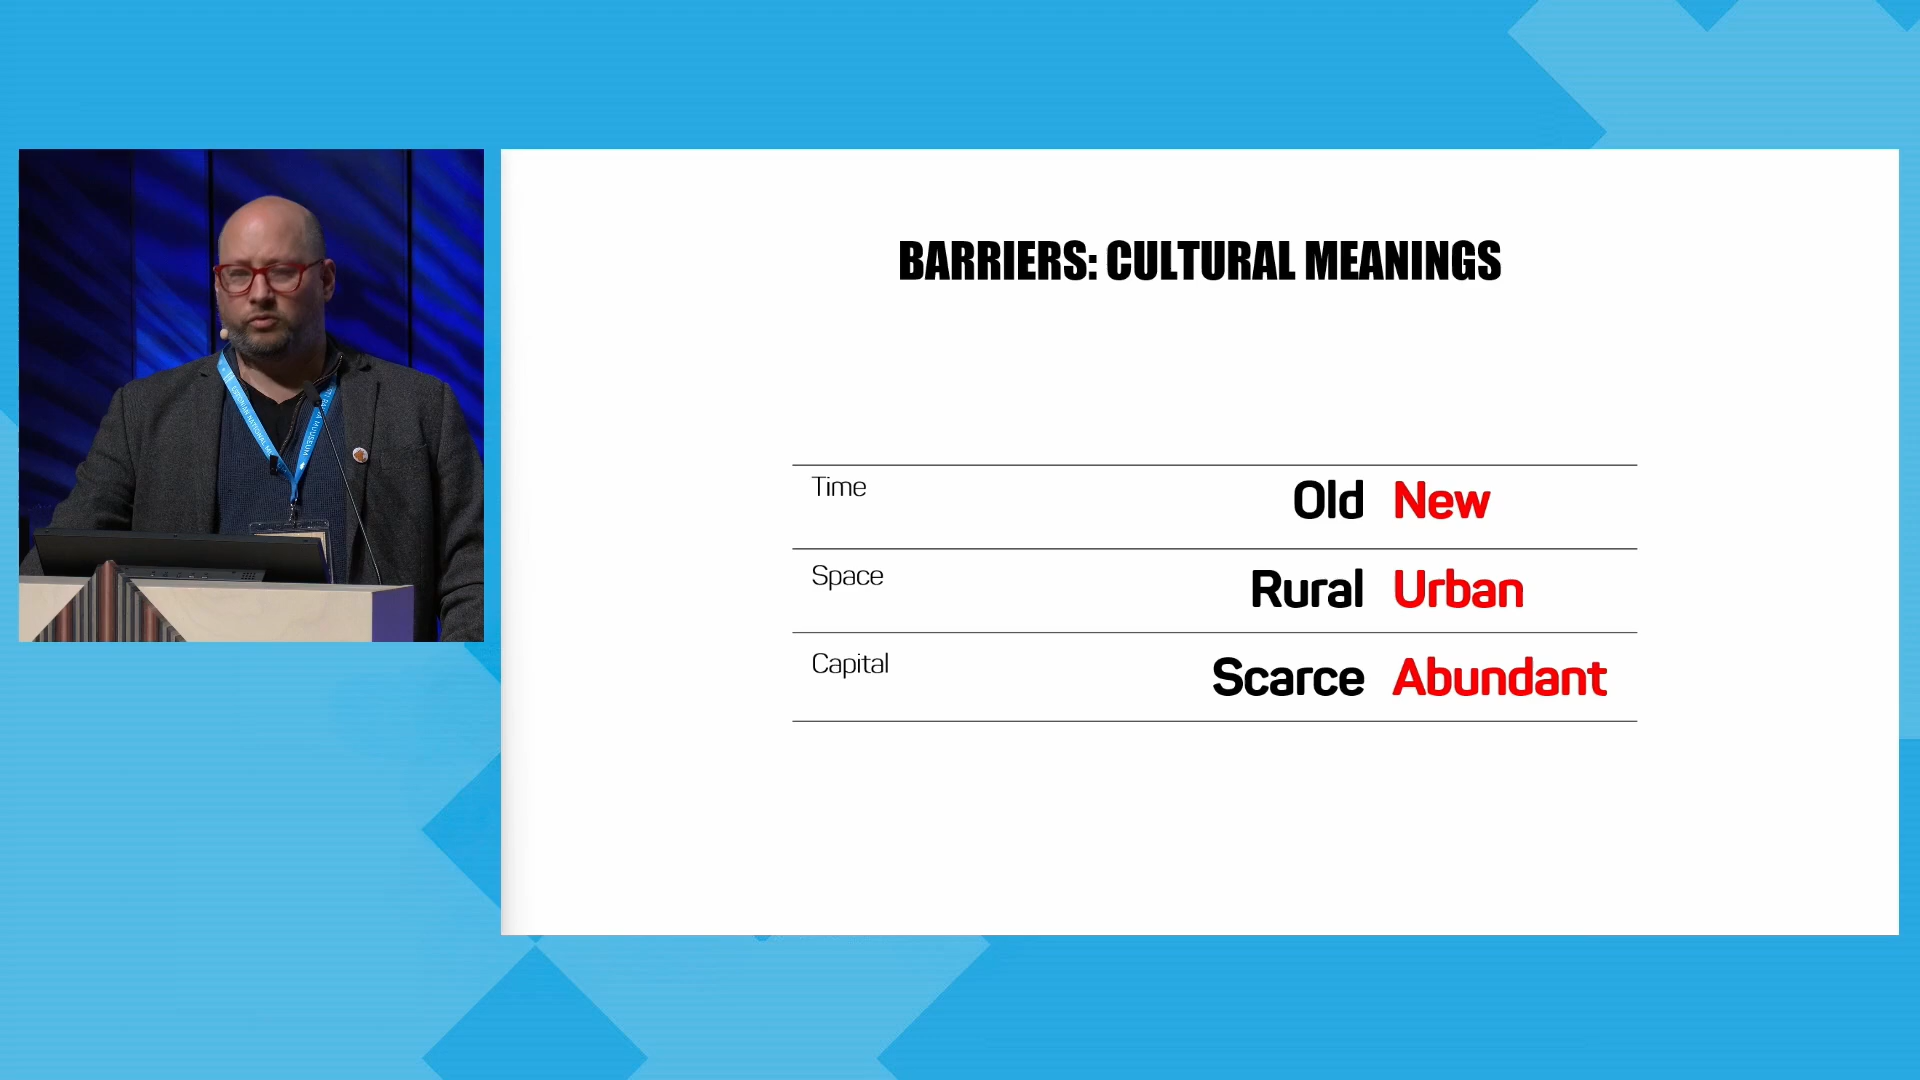 BARRIERS: CULTURAL MEANINGS
Time Old New
Space Rural Urban
Capital Scarce Abundant